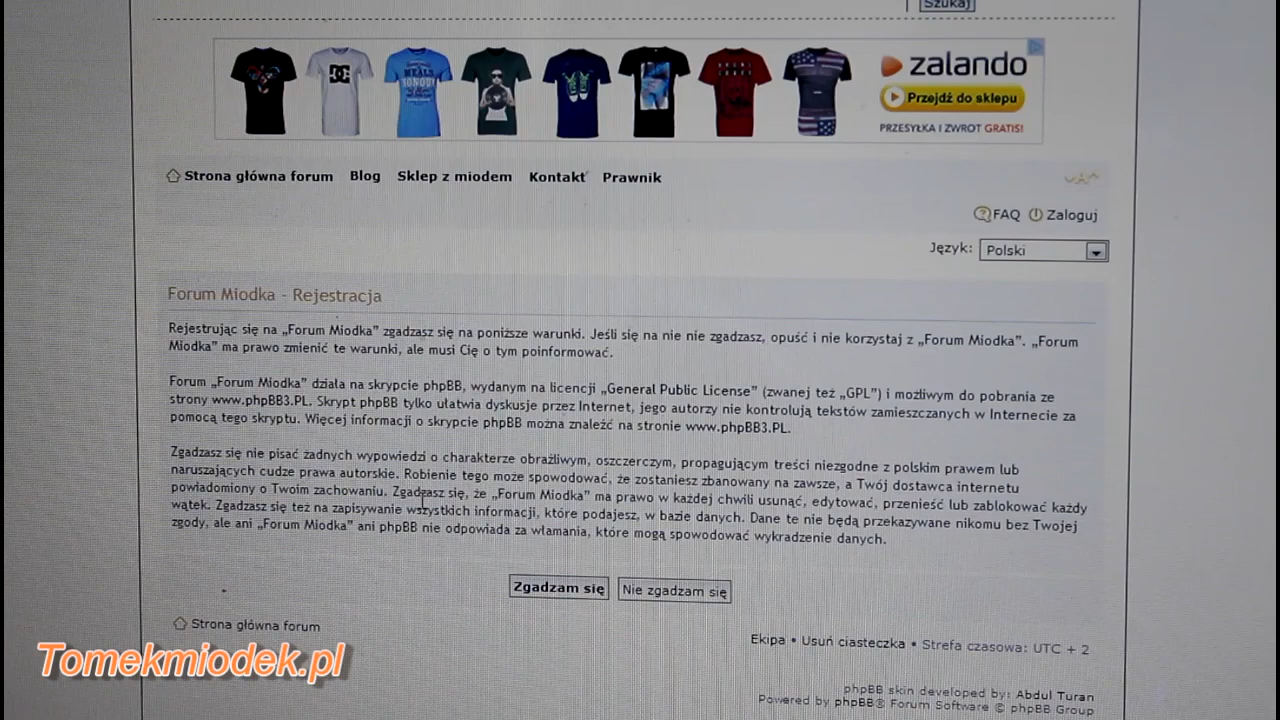 Szukaj
zalando
Przejdź do sklepu
PRZESYŁKA I ZWROT GRATIS!
Strona główna forum Blog Sklep z miodem Kontakt Prawnik
FAQ Zaloguj
Język: Polski
Forum Miodka - Rejestracja
Rejestrując się na „Forum Miodka” zgadzasz się na poniższe warunki. Jeśli się na nie nie zgadzasz, opuść i nie korzystaj z „Forum Miodka”. „Forum
Miodka” ma prawo zmienić te warunki, ale musi Cię o tym poinformować.
Forum „Forum Miodka” działa na skrypcie phpBB, wydanym na licencji „General Public License” (zwanej też „GPL”) i możliwym do pobrania ze
strony www.phpBB3.PL. Skrypt phpBB tylko ułatwia dyskusje przez Internet, jego autorzy nie kontrolują tekstów zamieszczanych w Internecie za
pomocą tego skryptu. Więcej informacji o skrypcie phpBB można znaleźć na stronie www.phpBB3.PL.
Zgadzasz się nie pisać żadnych wypowiedzi o charakterze obraźliwym, oszczerczym, propagującym treści niezgodne z polskim prawem lub
naruszających cudze prawa autorskie. Robienie tego może spowodować, że zostaniesz zbanowany na zawsze, a Twój dostawca internetu
powiadomiony o Twoim zachowaniu. Zgadzasz się, że „Forum Miodka” ma prawo w każdej chwili usunąć, edytować, przenieść lub zablokować każdy
wątek. Zgadzasz się też na zapisywanie wszystkich informacji, które podajesz, w bazie danych. Dane te nie będą przekazywane nikomu bez Twojej
zgody, ale ani „Forum Miodka” ani phpBB nie odpowiada za włamania, które mogą spowodować wykradzenie danych.
Zgadzam się Nie zgadzam się
Strona główna forum
Ekipa • Usuń ciasteczka • Strefa czasowa: UTC + 2
Tomekmiodek.pl
phpBB skin developed by: Abdul Turan
Powered by phpBB® Forum Software © phpBB Group